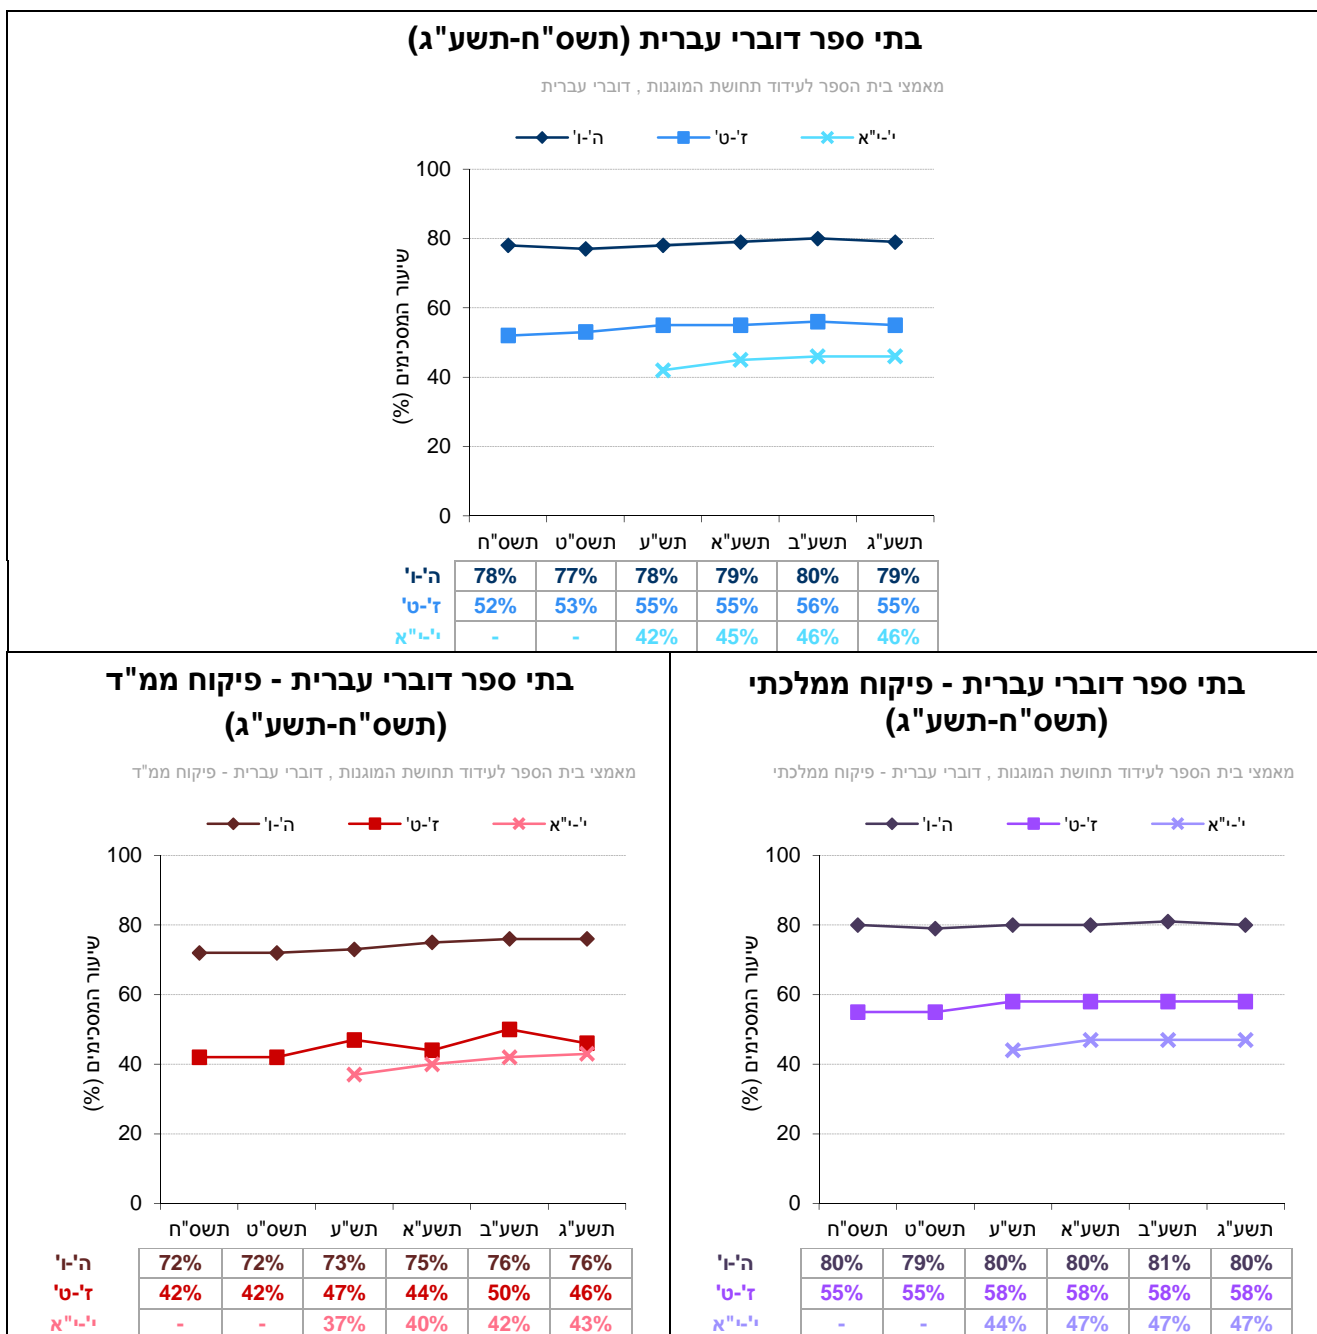 בתי ספר דוברי עברית (תשס"ח-תשע"ג)
מאמצי בית הספר לעידוד תחושת המוגנות , דוברי עברית
ה'-ו' ז'-ט' י'-י"א
שיעור המסכימים (%)
100
80
60
40
20
0
תשס"ח תשס"ט תש"ע תשע"א תשע"ב תשע"ג
ה'-ו' 78% 77% 78% 79% 80% 79%
ז'-ט' 52% 53% 55% 55% 56% 55%
י'-י"א - - 42% 45% 46% 46%
בתי ספר דוברי עברית - פיקוח ממלכתי
(תשס"ח-תשע"ג)
מאמצי בית הספר לעידוד תחושת המוגנות , דוברי עברית - פיקוח ממלכתי
ה'-ו' ז'-ט' י'-י"א
שיעור המסכימים (%)
100
80
60
40
20
0
תשס"ח תשס"ט תש"ע תשע"א תשע"ב תשע"ג
ה'-ו' 80% 79% 80% 80% 81% 80%
ז'-ט' 55% 55% 58% 58% 58% 58%
י'-י"א - - 44% 47% 47% 47%
בתי ספר דוברי עברית - פיקוח ממ"ד
(תשס"ח-תשע"ג)
מאמצי בית הספר לעידוד תחושת המוגנות , דוברי עברית - פיקוח ממ"ד
ה'-ו' ז'-ט' י'-י"א
שיעור המסכימים (%)
100
80
60
40
20
0
תשס"ח תשס"ט תש"ע תשע"א תשע"ב תשע"ג
ה'-ו' 72% 72% 73% 75% 76% 76%
ז'-ט' 42% 42% 47% 44% 50% 46%
י'-י"א - - 37% 40% 42% 43%